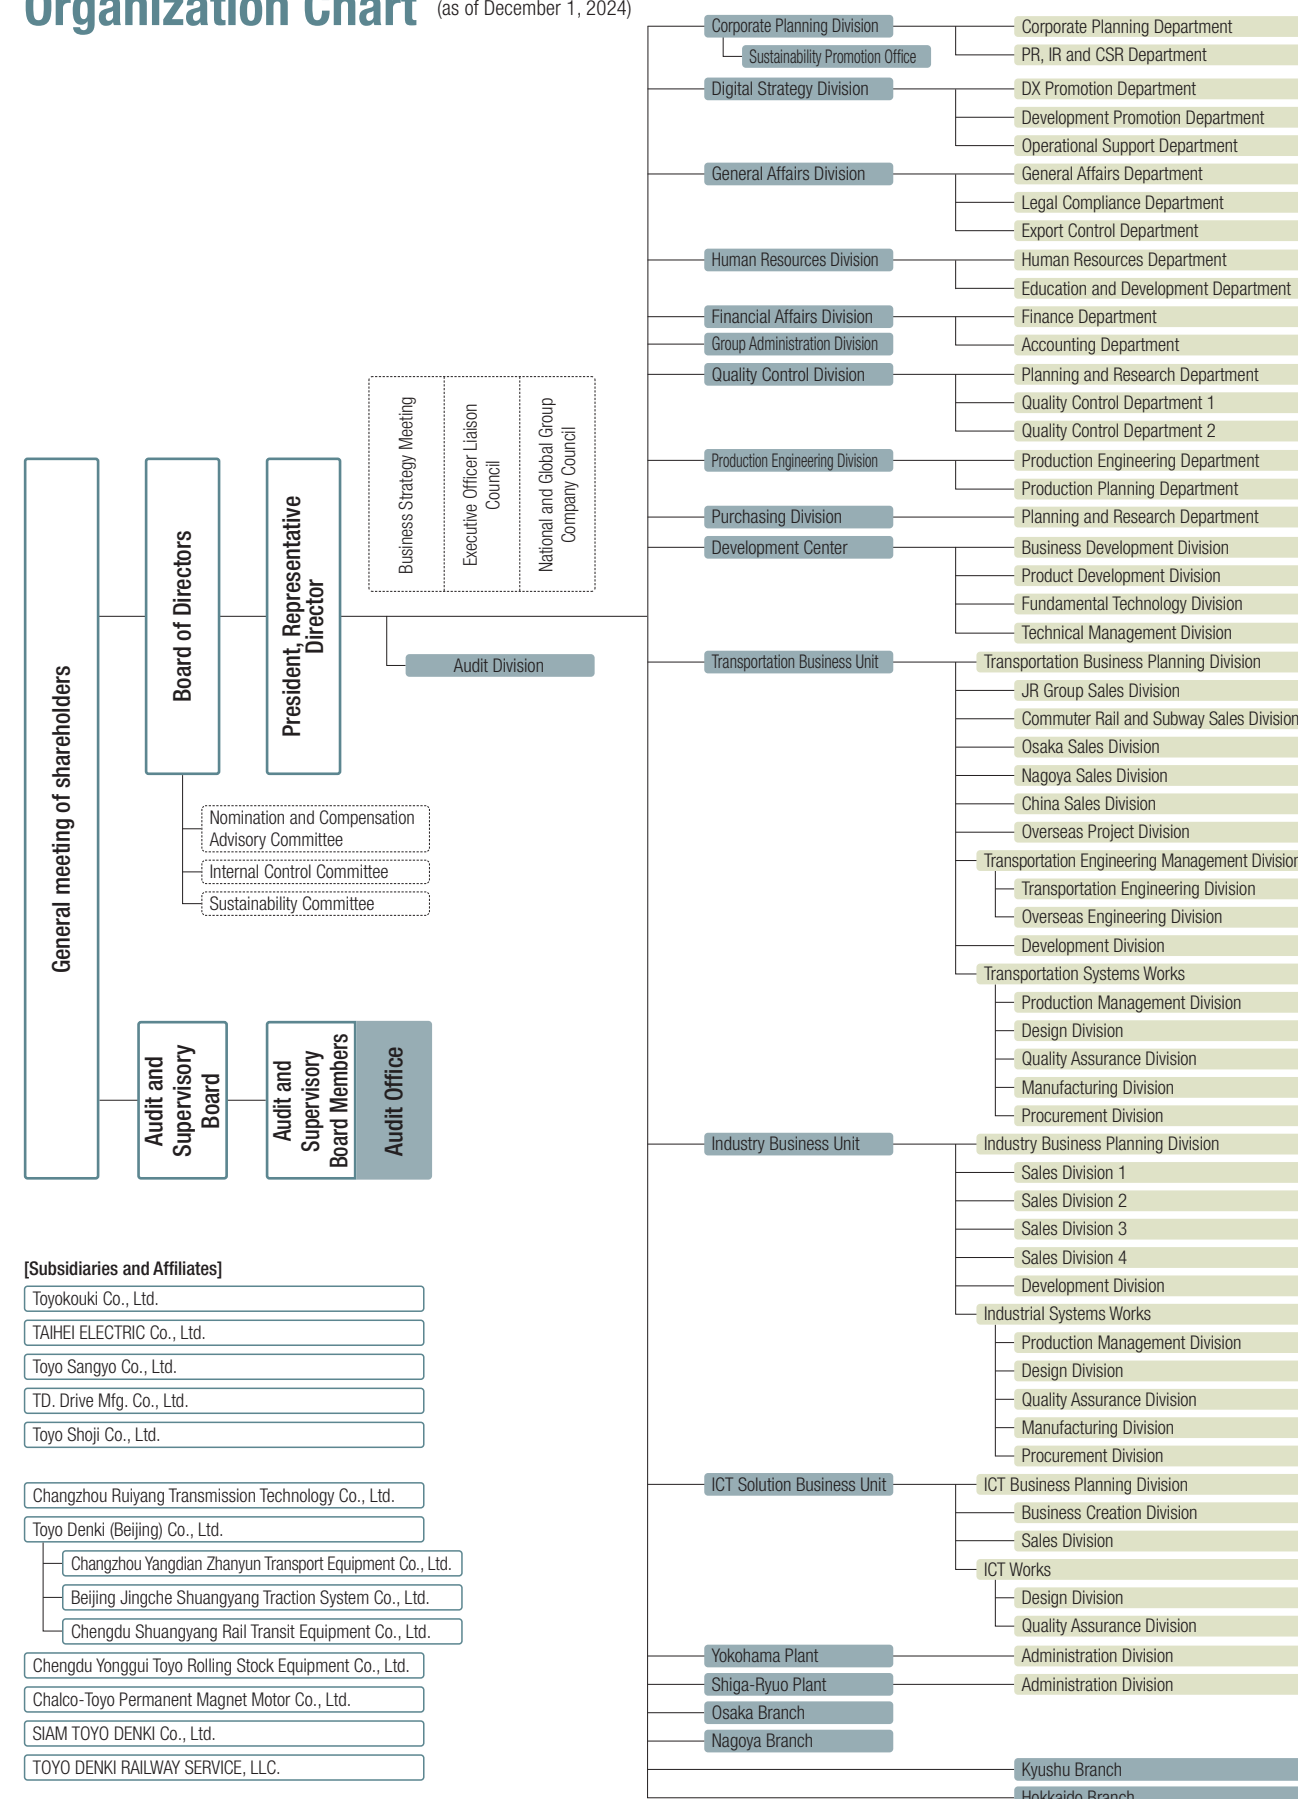 Organization Chart (as of December 1, 2024)
General meeting of shareholders
Board of Directors
President, Representative
Director
Business Strategy Meeting
Executive Officer Liaison
Council
National and Global Group
Company Council
Audit Division
Nomination and Compensation
Advisory Committee
Internal Control Committee
Sustainability Committee
Audit and
Supervisory
Board
Audit and
Supervisory
Board Members
Audit Office
[Subsidiaries and Affiliates]
Toyokouki Co., Ltd.
TAIHEI ELECTRIC Co., Ltd.
Toyo Sangyo Co., Ltd.
TD. Drive Mfg. Co., Ltd.
Toyo Shoji Co., Ltd.
Changzhou Ruiyang Transmission Technology Co., Ltd.
Toyo Denki (Beijing) Co., Ltd.
Changzhou Yangdian Zhanyun Transport Equipment Co., Ltd.
Beijing Jingche Shuangyang Traction System Co., Ltd.
Chengdu Shuangyang Rail Transit Equipment Co., Ltd.
Chengdu Yonggui Toyo Rolling Stock Equipment Co., Ltd.
Chalco-Toyo Permanent Magnet Motor Co., Ltd.
SIAM TOYO DENKI Co., Ltd.
TOYO DENKI RAILWAY SERVICE, LLC.
Corporate Planning Division
Sustainability Promotion Office
Corporate Planning Department
PR, IR and CSR Department
Digital Strategy Division
DX Promotion Department
Development Promotion Department
Operational Support Department
General Affairs Division
General Affairs Department
Legal Compliance Department
Export Control Department
Human Resources Division
Human Resources Department
Education and Development Department
Financial Affairs Division
Finance Department
Accounting Department
Group Administration Division
Quality Control Division
Planning and Research Department
Quality Control Department 1
Quality Control Department 2
Production Engineering Division
Production Engineering Department
Production Planning Department
Purchasing Division
Planning and Research Department
Development Center
Business Development Division
Product Development Division
Fundamental Technology Division
Technical Management Division
Transportation Business Unit
Transportation Business Planning Division
JR Group Sales Division
Commuter Rail and Subway Sales Division
Osaka Sales Division
Nagoya Sales Division
China Sales Division
Overseas Project Division
Transportation Engineering Management Division
Transportation Engineering Division
Overseas Engineering Division
Development Division
Transportation Systems Works
Production Management Division
Design Division
Quality Assurance Division
Manufacturing Division
Procurement Division
Industry Business Unit
Industry Business Planning Division
Sales Division 1
Sales Division 2
Sales Division 3
Sales Division 4
Development Division
Industrial Systems Works
Production Management Division
Design Division
Quality Assurance Division
Manufacturing Division
Procurement Division
ICT Solution Business Unit
ICT Business Planning Division
Business Creation Division
Sales Division
ICT Works
Design Division
Quality Assurance Division
Yokohama Plant
Administration Division
Shiga-Ryuo Plant
Administration Division
Osaka Branch
Nagoya Branch
Kyushu Branch
Hokkaido Branch